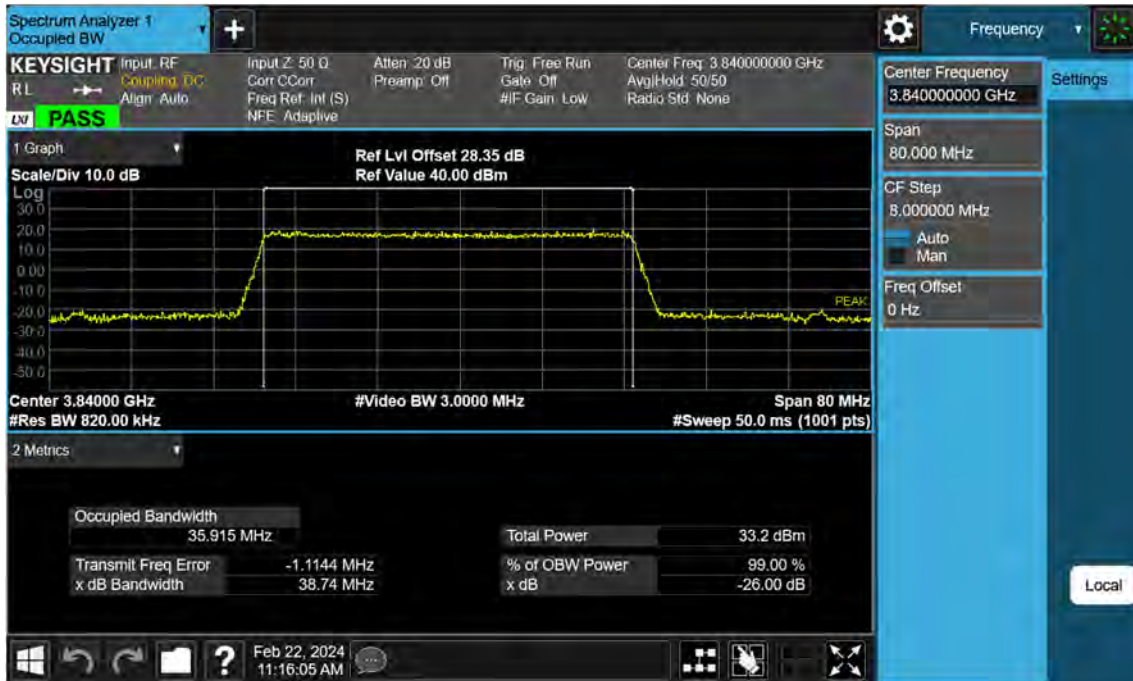 Spectrum Analyzer 1
Occupied BW
+
Frequency
KEYSIGHT
RL
LXI
PASS
Input: RF
Coupling: DC
Align: Auto
Input Z: 50 Ω
Corr CCorr
Freq Ref: Int (S)
NFE: Adaptive
Atten: 20 dB
Preamp: Off
Trig: Free Run
Gate: Off
#IF Gain: Low
Center Freq: 3.840000000 GHz
Avg|Hold: 50/50
Radio Std: None
Center Frequency
3.840000000 GHz
Settings
Span
80.000 MHz
CF Step
8.000000 MHz
Auto
Man
Freq Offset
0 Hz
1 Graph
Scale/Div 10.0 dB
Ref Lvl Offset 28.35 dB
Ref Value 40.00 dBm
Log
30.0
20.0
10.0
0.00
-10.0
-20.0
-30.0
-40.0
-50.0
PEAK
Center 3.84000 GHz
#Video BW 3.0000 MHz
Span 80 MHz
#Res BW 820.00 kHz
#Sweep 50.0 ms (1001 pts)
2 Metrics
Occupied Bandwidth
35.915 MHz
Total Power 33.2 dBm
Transmit Freq Error -1.1144 MHz
% of OBW Power 99.00 %
x dB Bandwidth 38.74 MHz
x dB -26.00 dB
Local
?
Feb 22, 2024
11:16:05 AM